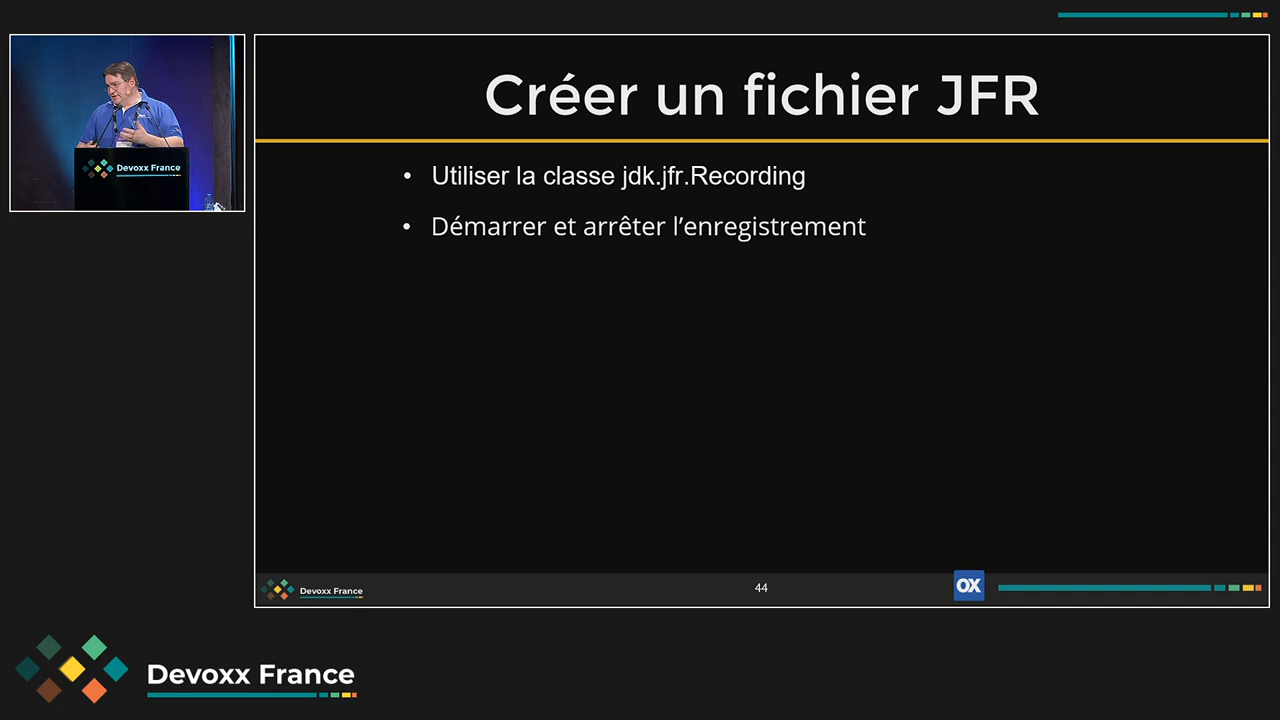 Créer un fichier JFR
• Utiliser la classe jdk.jfr.Recording
• Démarrer et arrêter l’enregistrement
Devoxx France
Devoxx France
44
OX
Devoxx France